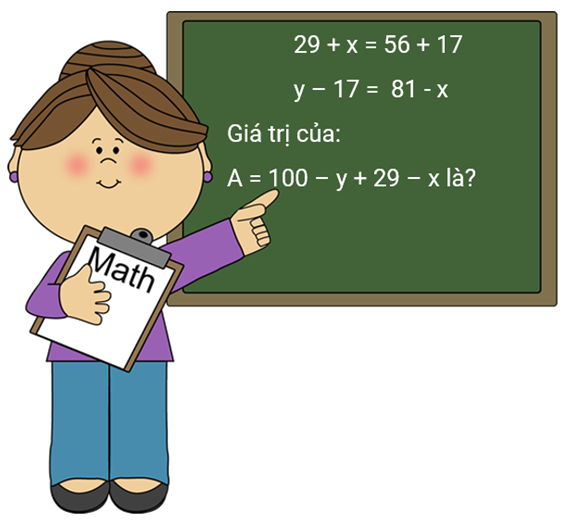 29 + x = 56 + 17
y – 17 = 81 - x
Giá trị của:
A = 100 – y + 29 – x là?
Math